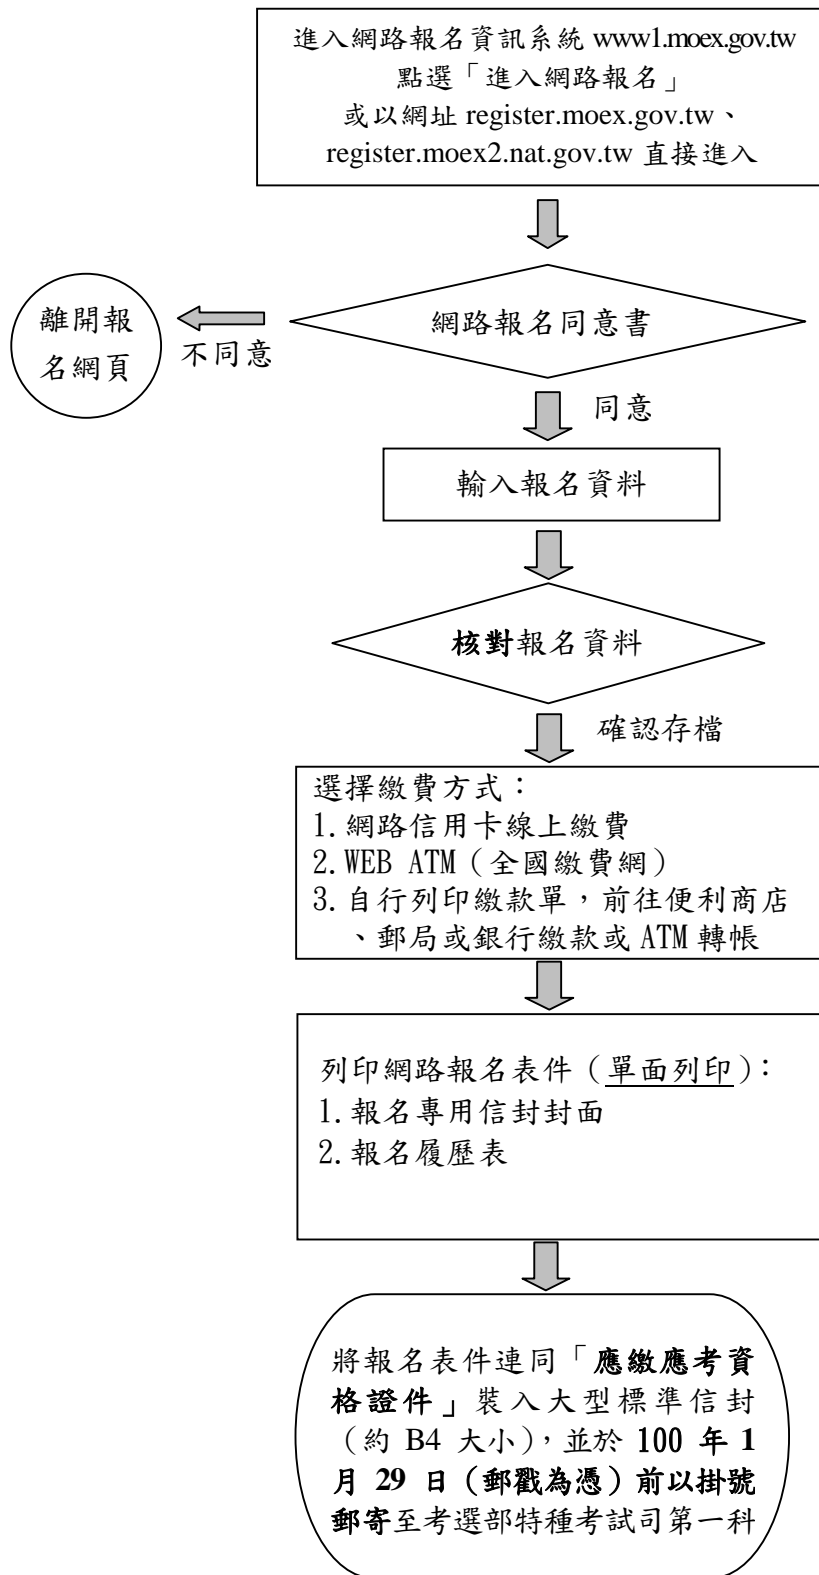 進入網路報名資訊系統 www1.moex.gov.tw
點選「進入網路報名」
或以網址 register.moex.gov.tw、
register.moex2.nat.gov.tw 直接進入
網路報名同意書
離開報
名網頁
不同意
同意
輸入報名資料
核對報名資料
確認存檔
選擇繳費方式：
1.網路信用卡線上繳費
2.WEB ATM（全國繳費網）
3.自行列印繳款單，前往便利商店
、郵局或銀行繳款或 ATM 轉帳
列印網路報名表件（單面列印）：
1.報名專用信封封面
2.報名履歷表
將報名表件連同「應繳應考資
格證件」裝入大型標準信封
（約 B4 大小），並於 100 年 1
月 29 日（郵戳為憑）前以掛號
郵寄至考選部特種考試司第一科